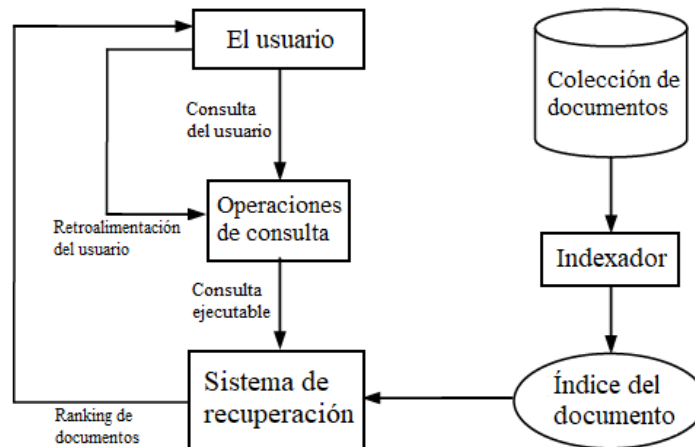 El usuario
Colección de
documentos
Consulta
del usuario
Operaciones
de consulta
Retroalimentación
del usuario
Indexador
Consulta
ejecutable
Sistema de
recuperación
Índice del
documento
Ranking de
documentos